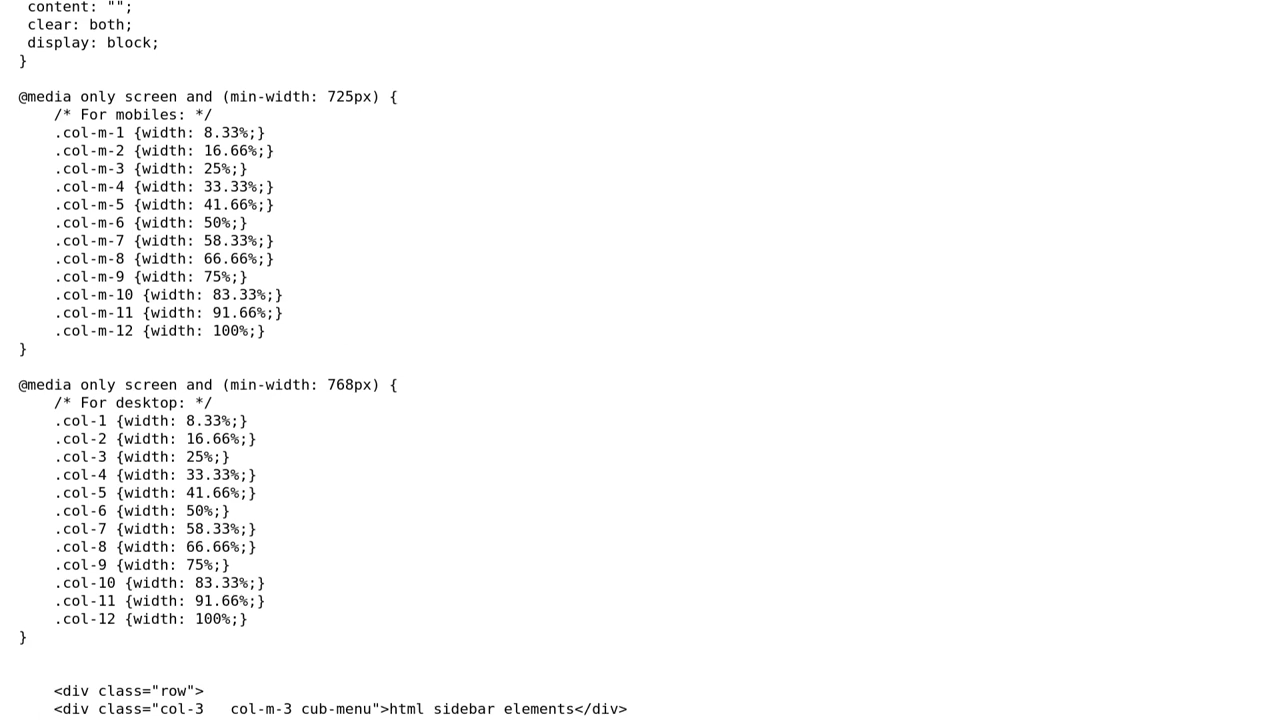 content: "";
clear: both;
display: block;
}
@media only screen and (min-width: 725px) {
/* For mobiles: */
.col-m-1 {width: 8.33%;}
.col-m-2 {width: 16.66%;}
.col-m-3 {width: 25%;}
.col-m-4 {width: 33.33%;}
.col-m-5 {width: 41.66%;}
.col-m-6 {width: 50%;}
.col-m-7 {width: 58.33%;}
.col-m-8 {width: 66.66%;}
.col-m-9 {width: 75%;}
.col-m-10 {width: 83.33%;}
.col-m-11 {width: 91.66%;}
.col-m-12 {width: 100%;}
}
@media only screen and (min-width: 768px) {
/* For desktop: */
.col-1 {width: 8.33%;}
.col-2 {width: 16.66%;}
.col-3 {width: 25%;}
.col-4 {width: 33.33%;}
.col-5 {width: 41.66%;}
.col-6 {width: 50%;}
.col-7 {width: 58.33%;}
.col-8 {width: 66.66%;}
.col-9 {width: 75%;}
.col-10 {width: 83.33%;}
.col-11 {width: 91.66%;}
.col-12 {width: 100%;}
}
<div class="row">
<div class="col-3   col-m-3 cub-menu">html sidebar elements</div>